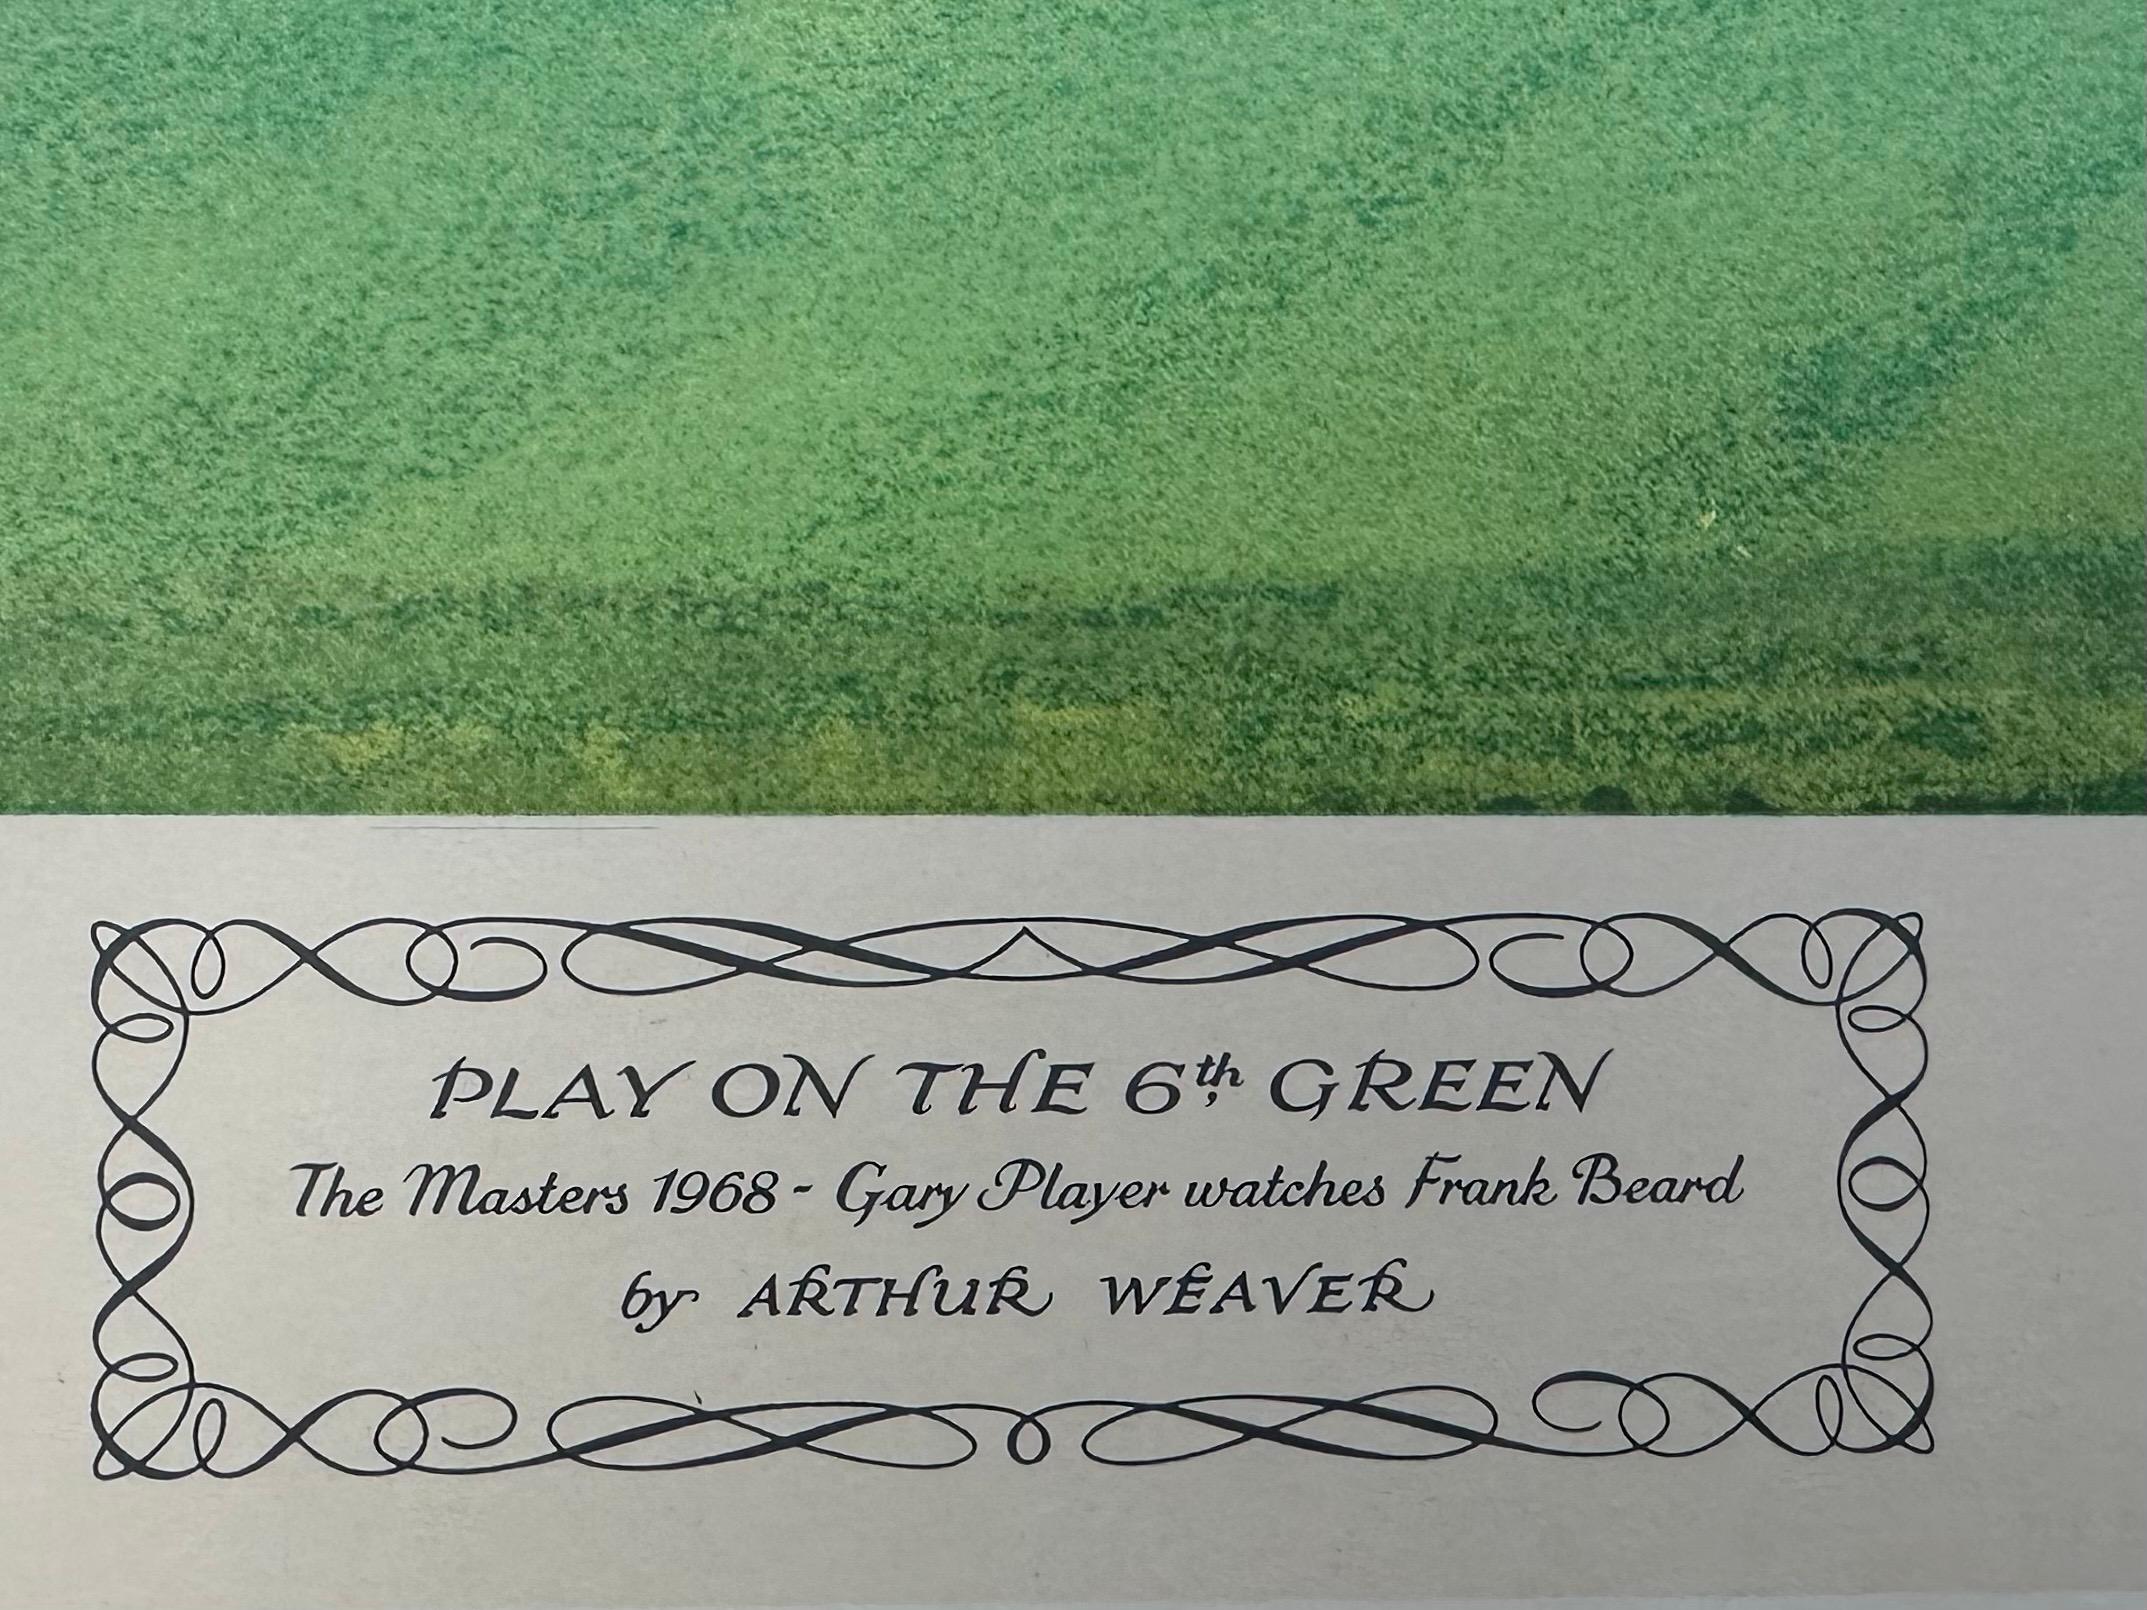 PLAY ON THE 6th GREEN
The Masters 1968 - Gary Player watches Frank Beard
by ARTHUR WEAVER